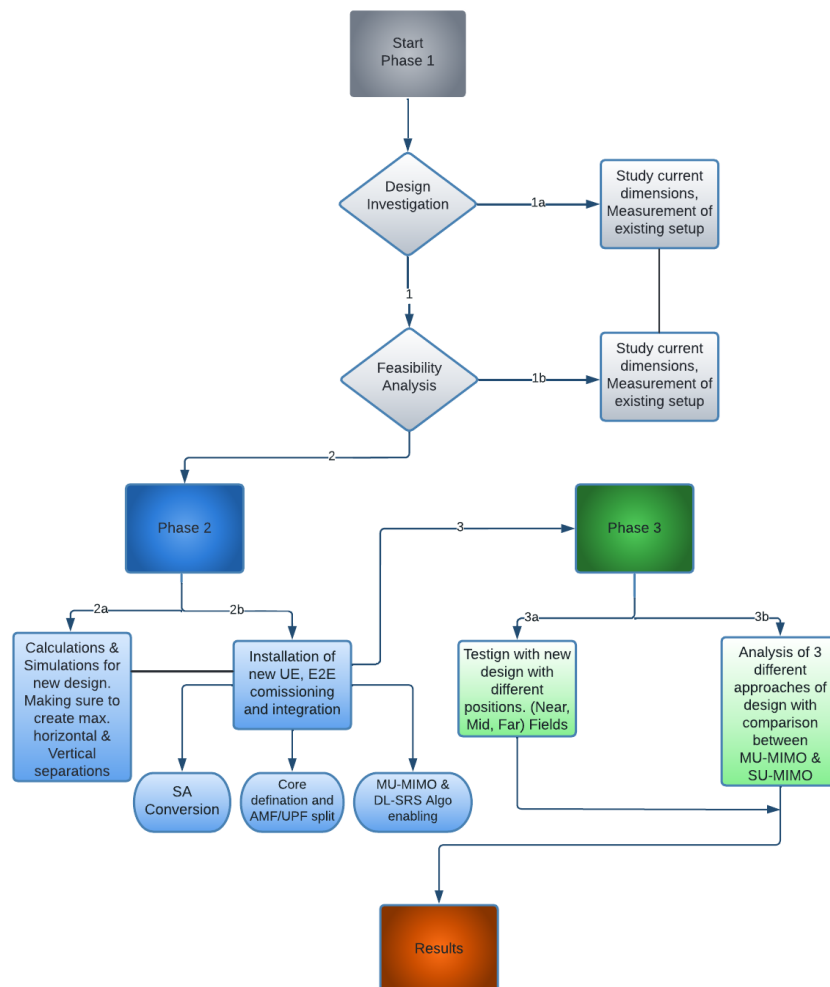 Start
Phase 1
Design
Investigation
1a
Study current
dimensions,
Measurement of
existing setup
1
Feasibility
Analysis
1b
Study current
dimensions,
Measurement of
existing setup
2
Phase 2
3
Phase 3
2a
2b
Calculations &
Simulations for
new design.
Making sure to
create max.
horizontal &
Vertical
separations
Installation of
new UE, E2E
comissioning
and integration
SA
Conversion
Core
defination and
AMF/UPF split
MU-MIMO &
DL-SRS Algo
enabling
3a
3b
Testign with new
design with
different
positions. (Near,
Mid, Far) Fields
Analysis of 3
different
approaches of
design with
comparison
between
MU-MIMO &
SU-MIMO
Results